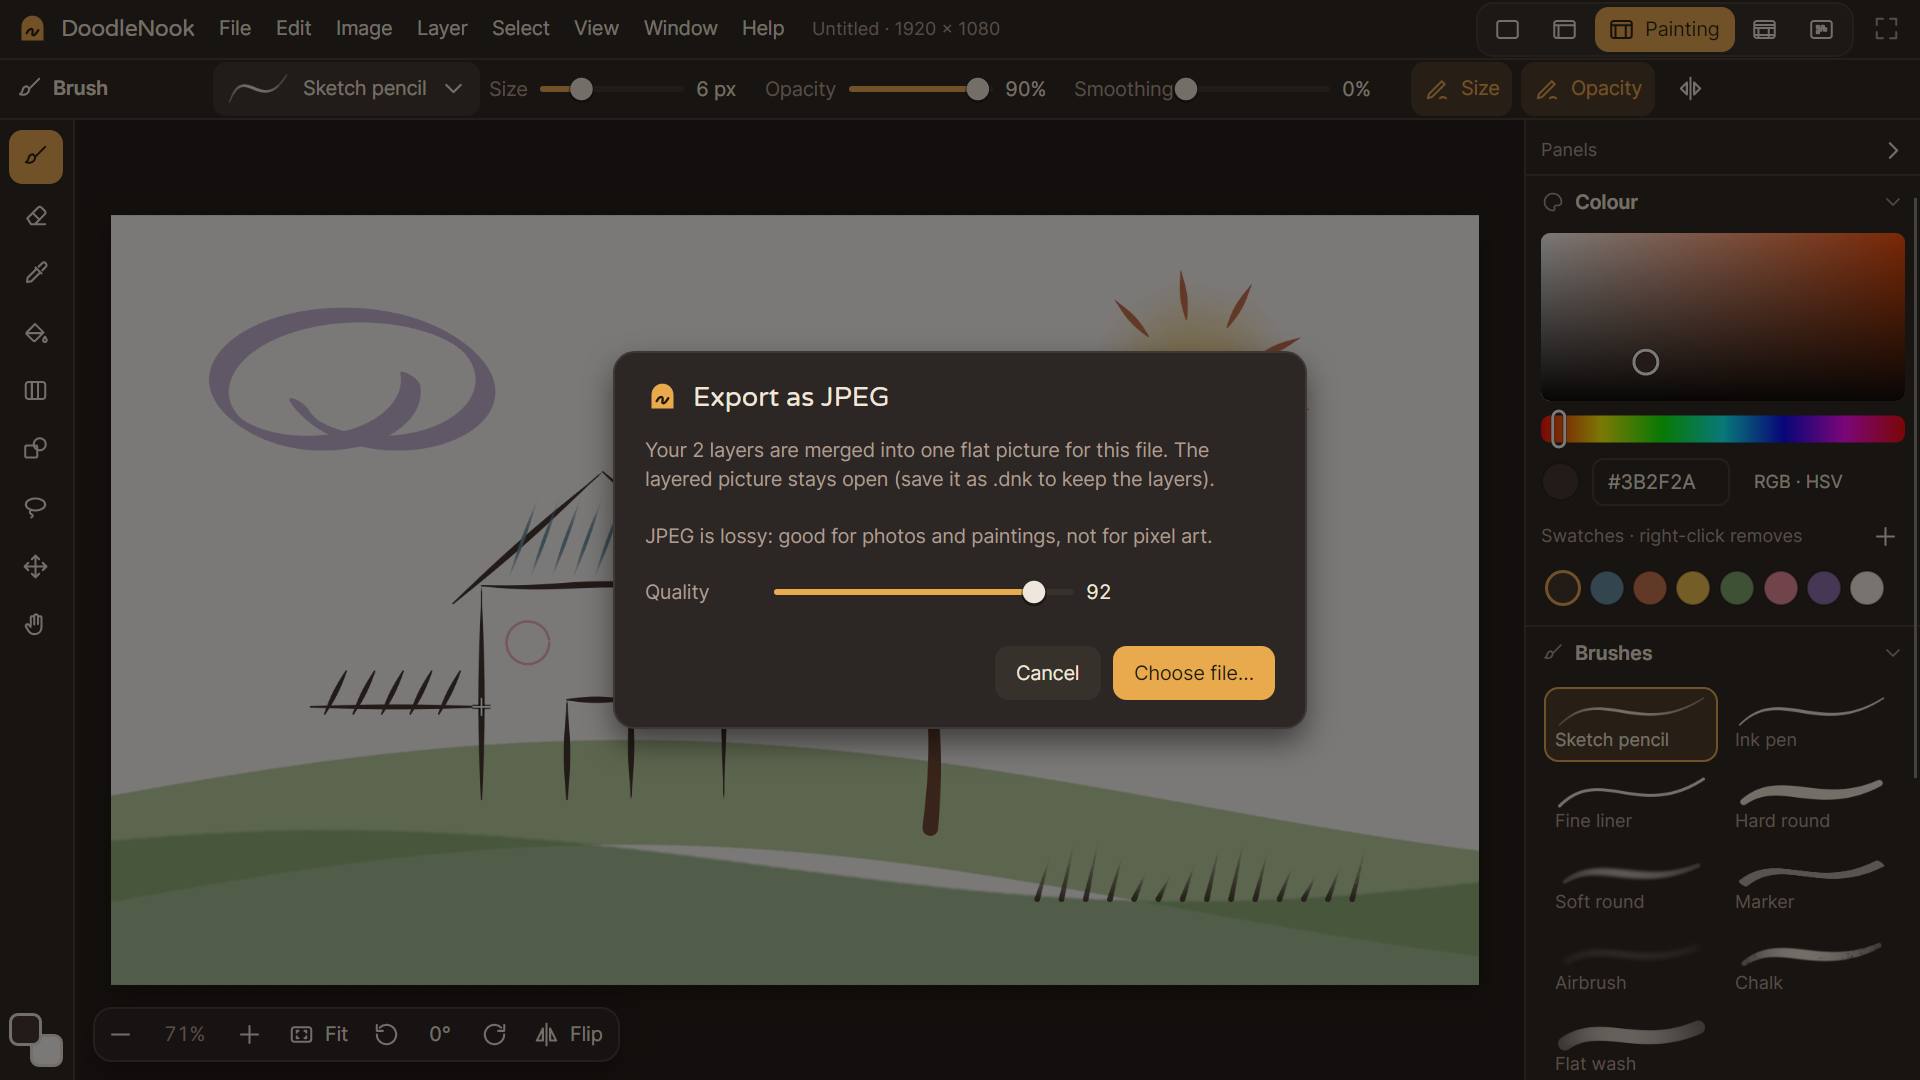 DoodleNook File Edit Image Layer Select View Window Help Untitled · 1920 × 1080 Painting
Brush Sketch pencil Size 6 px Opacity 90% Smoothing 0% Size Opacity
Panels
Colour
#3B2F2A RGB · HSV
Swatches · right-click removes
Brushes
Sketch pencil Ink pen
Fine liner Hard round
Soft round Marker
Airbrush Chalk
Flat wash
Export as JPEG
Your 2 layers are merged into one flat picture for this file. The
layered picture stays open (save it as .dnk to keep the layers).
JPEG is lossy: good for photos and paintings, not for pixel art.
Quality 92
Cancel Choose file...
71% Fit 0° Flip